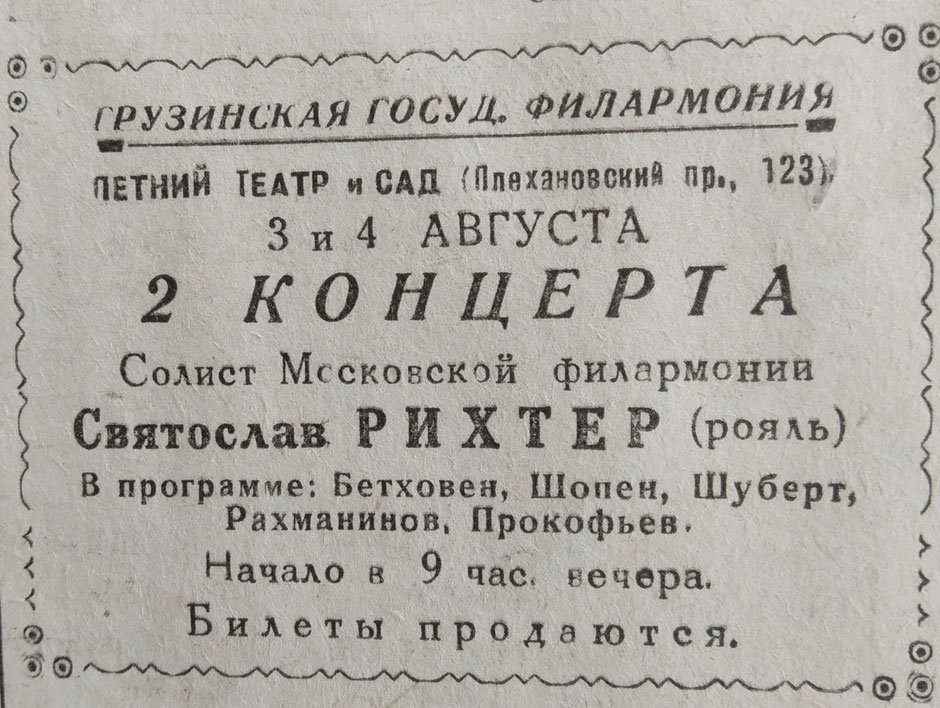 ГРУЗИНСКАЯ ГОСУД. ФИЛАРМОНИЯ
ЛЕТНИЙ ТЕАТР и САД (Плехановский пр., 123).
3 и 4 АВГУСТА
2 КОНЦЕРТА
Солист Московской филармонии
Святослав РИХТЕР (рояль)
В программе: Бетховен, Шопен, Шуберт,
Рахманинов, Прокофьев.
Начало в 9 час. вечера.
Билеты продаются.